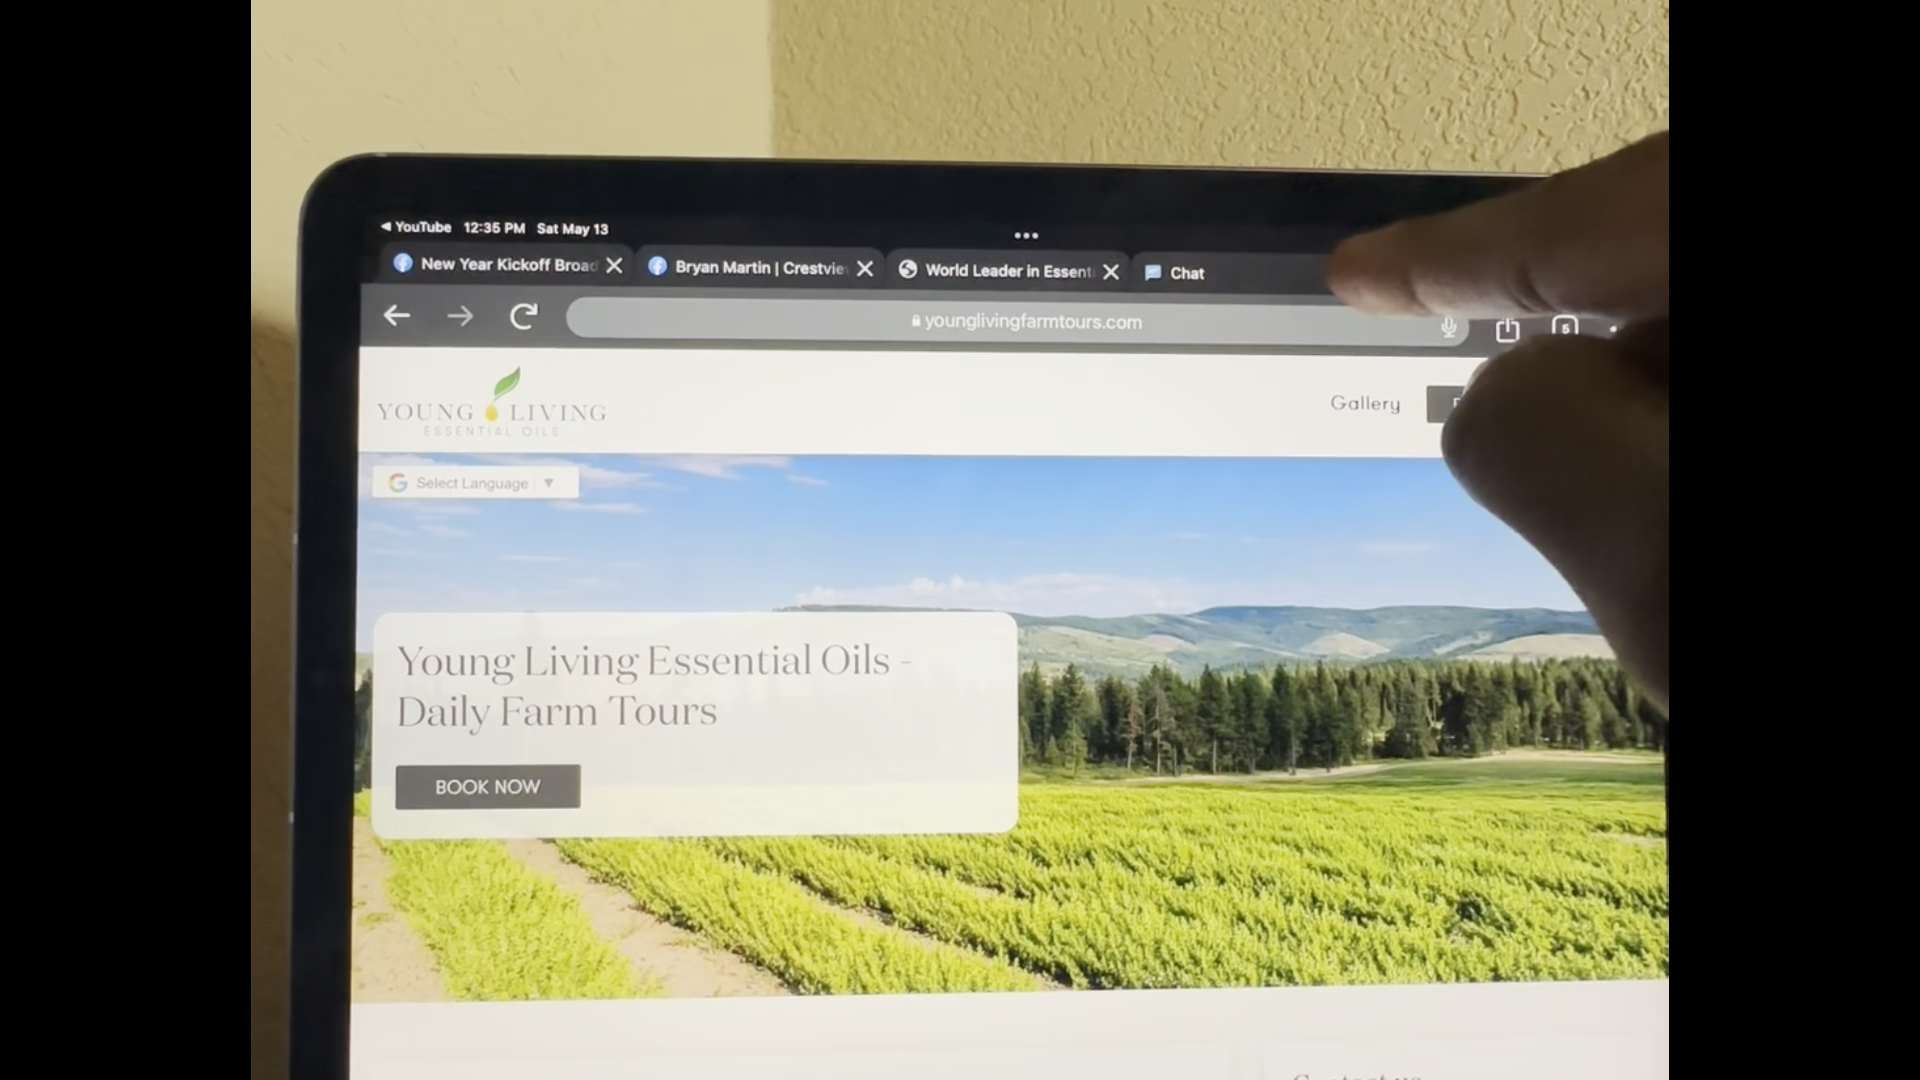 YouTube 12:35 PM Sat May 13
New Year Kickoff Broad
Bryan Martin | Crestvie
World Leader in Essent
Chat
younglivingfarmtours.com
5
YOUNG LIVING
ESSENTIAL OILS
Gallery
Select Language
Young Living Essential Oils -
Daily Farm Tours
BOOK NOW